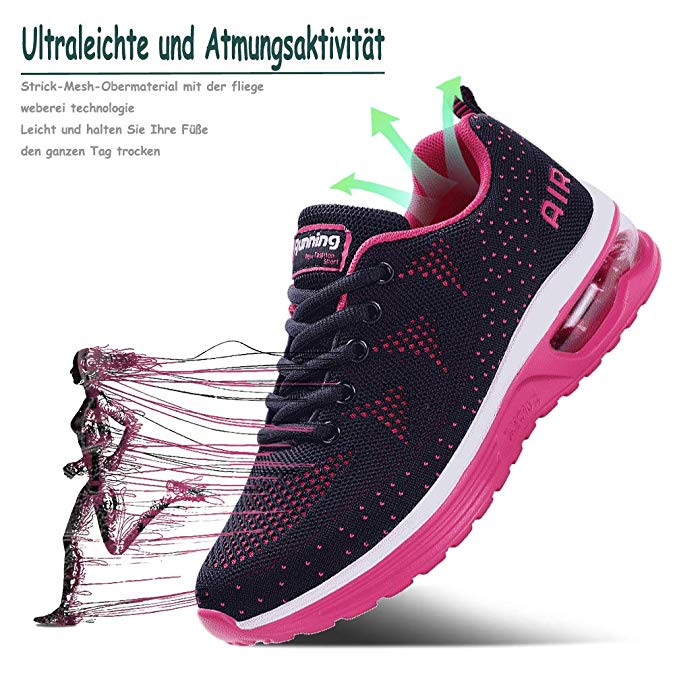 Ultraleichte und Atmungsaktivität
Strick-Mesh-Obermaterial mit der fliege
weberei technologie
Leicht und halten Sie Ihre Füße
den ganzen Tag trocken
Running
Sport
AIR